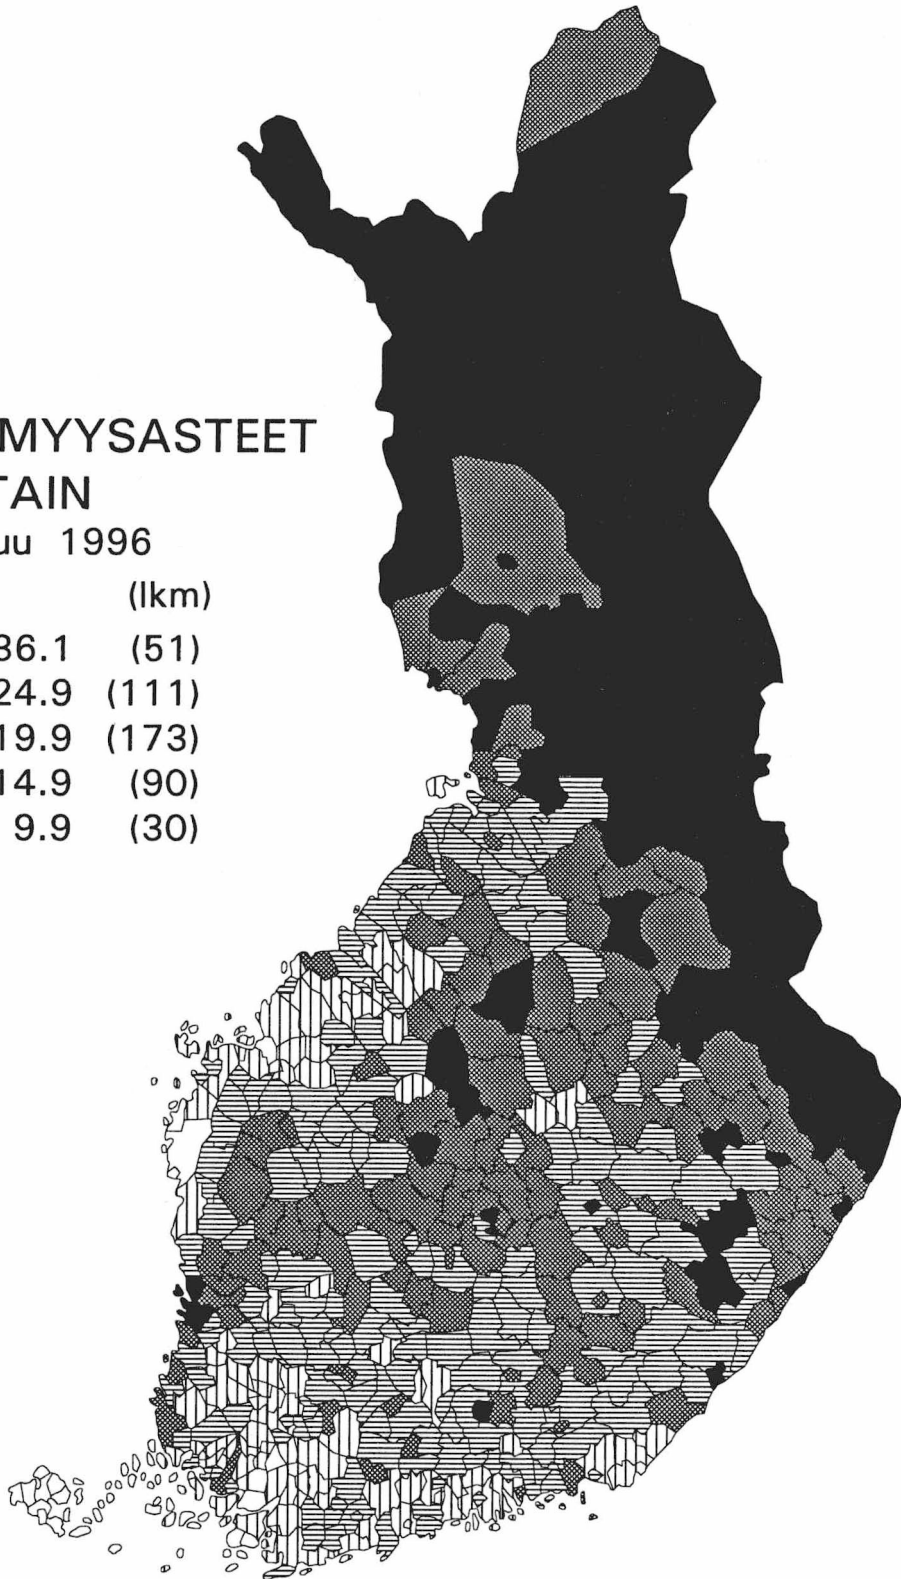 MYYSASTEET
TAIN
uu 1996
(lkm)
36.1 (51)
24.9 (111)
19.9 (173)
14.9 (90)
9.9 (30)